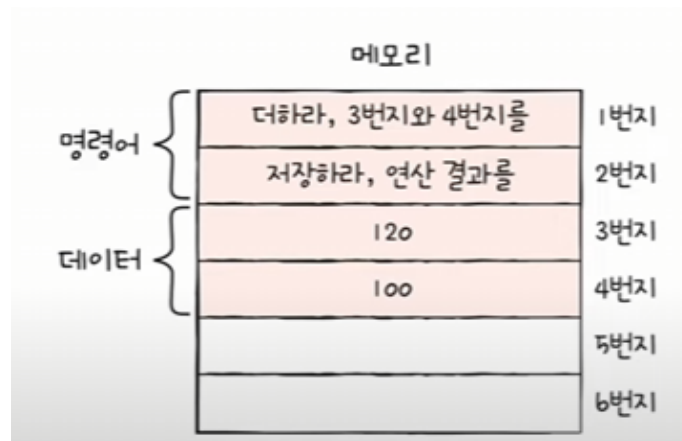 메모리
명령어
더하라, 3번지와 4번지를 1번지
저장하라, 연산 결과를 2번지
데이터
120 3번지
100 4번지
5번지
6번지